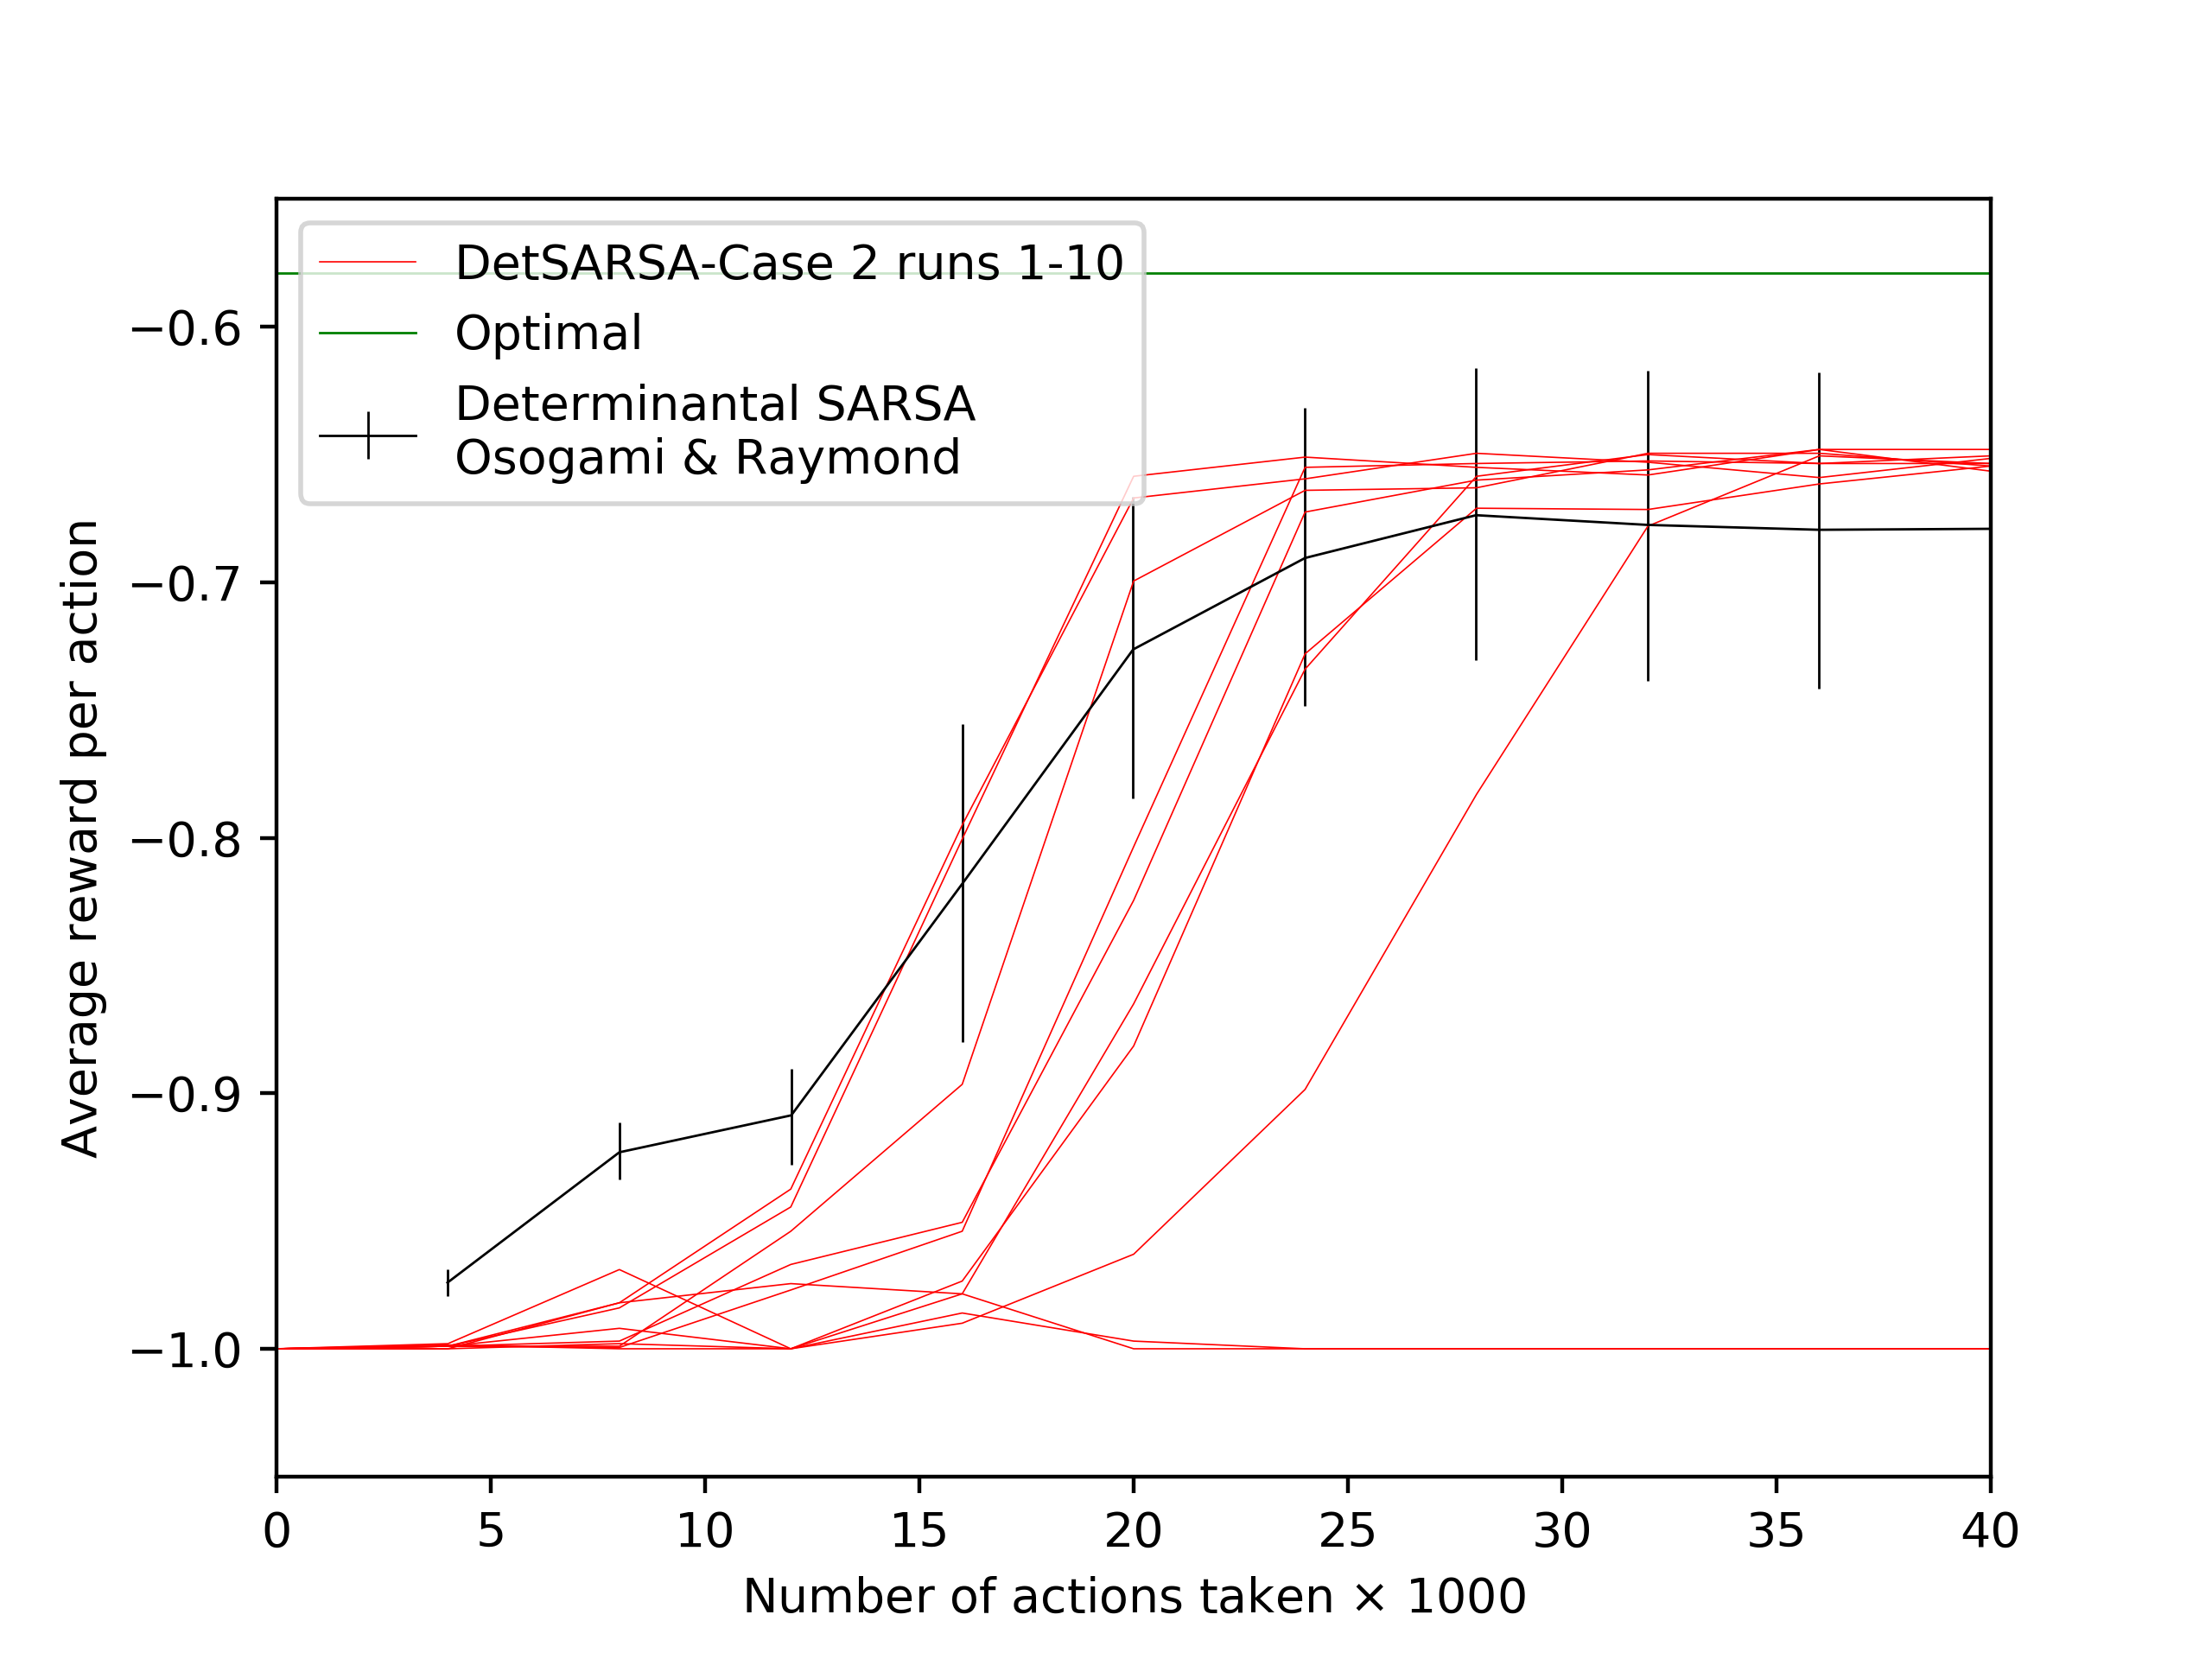 DetSARSA-Case 2 runs 1-10
Optimal
Determinantal SARSA
Osogami & Raymond
−0.6
−0.7
−0.8
−0.9
−1.0
Average reward per action
0 5 10 15 20 25 30 35 40
Number of actions taken × 1000